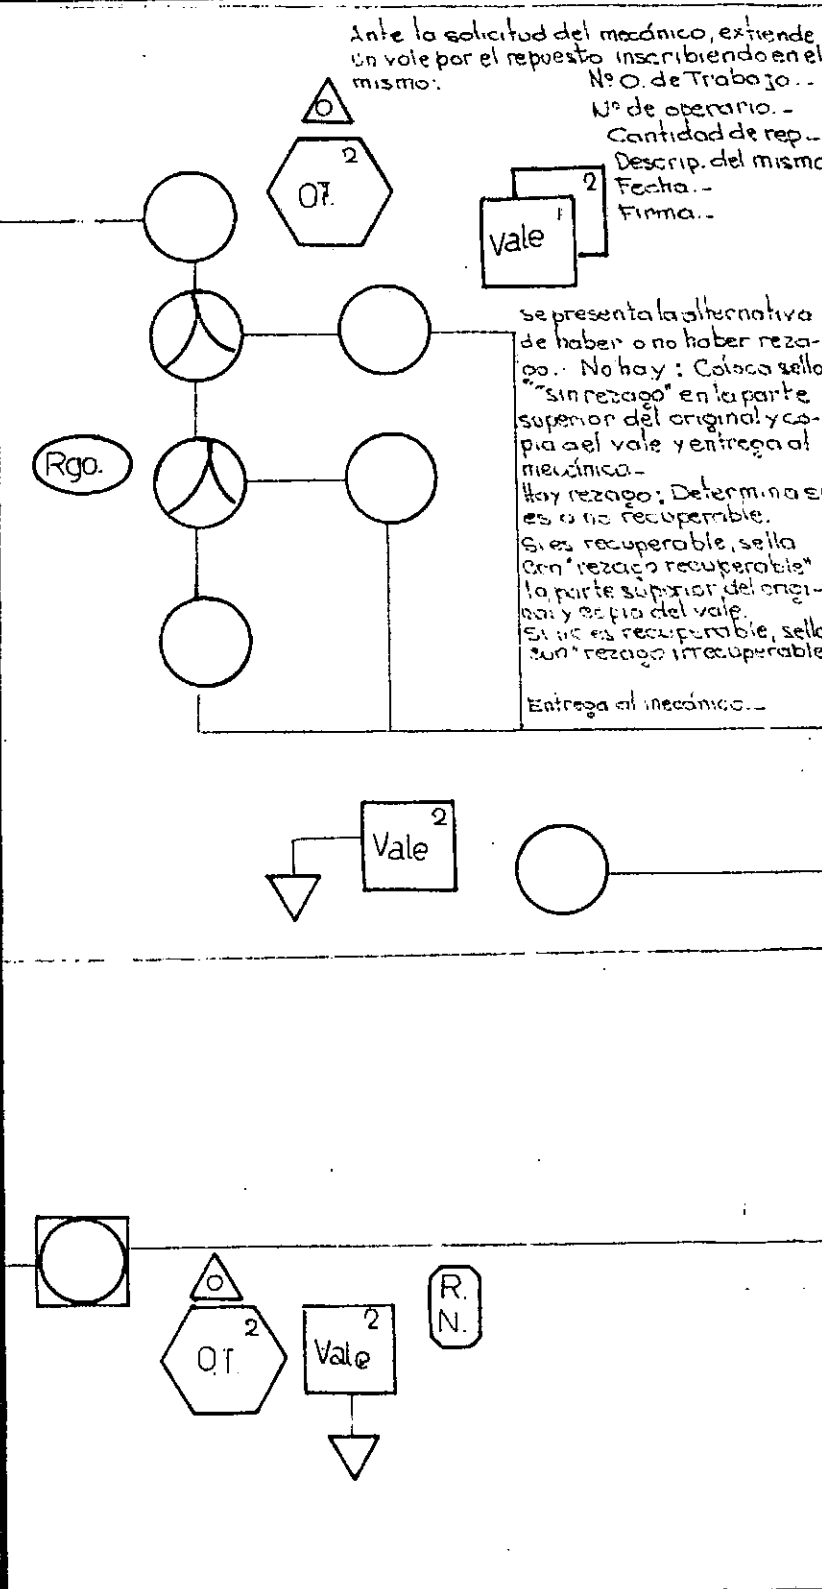 Ante la solicitud del mecánico, extiende
un vale por el repuesto inscribiendo en el
mismo:
Nº O. de Trabajo..
Nº de operario.-
Cantidad de rep..
Descrip. del mismo
Fecha.-
Firma..
O
2
O.T.
2
1
Vale
se presenta la alternativa
de haber o no haber reza-
go.. No hay: Coloca sello
"sin rezago" en la parte
superior del original y co-
pia del vale y entrega al
mecánico-
Hay rezago: Determina si
es o no recuperable.
Si es recuperable, sella
con "rezago recuperable"
la parte superior del origi-
nal y copia del vale.
Si no es recuperable, sella
con "rezago irrecuperable
Entrega al mecánico..-
Rgo.
2
Vale
O
2
O.T.
2
Vale
R.
N.